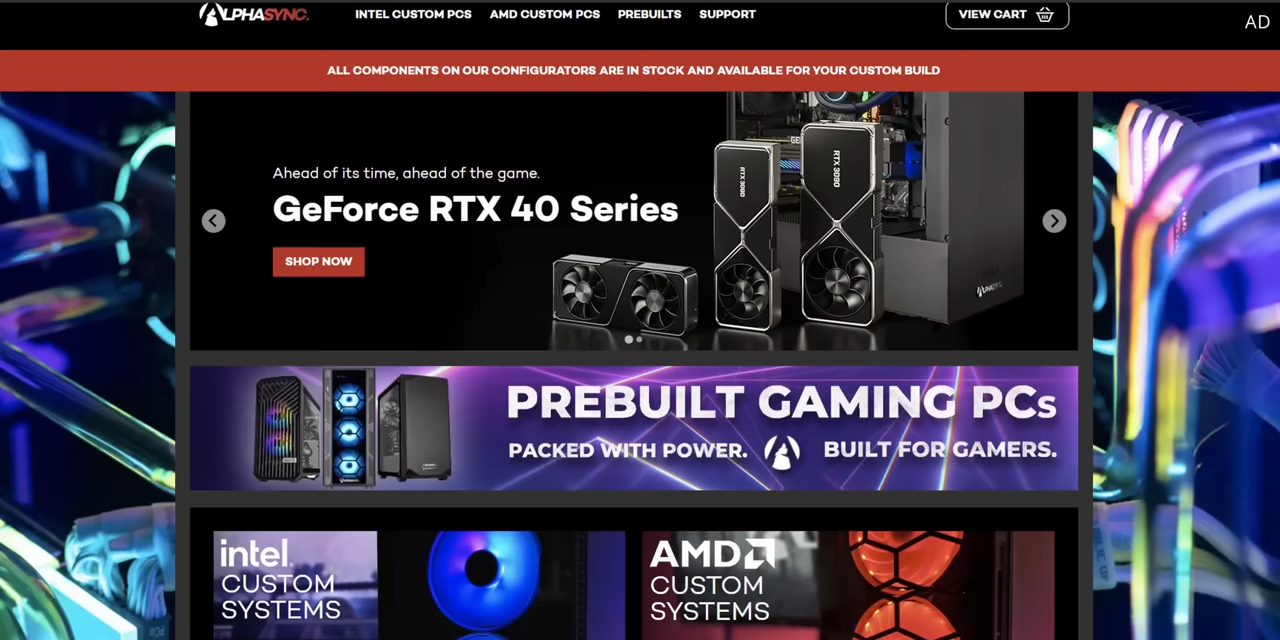 ALPHASYNC.
INTEL CUSTOM PCS
AMD CUSTOM PCS
PREBUILTS
SUPPORT
VIEW CART
AD
ALL COMPONENTS ON OUR CONFIGURATORS ARE IN STOCK AND AVAILABLE FOR YOUR CUSTOM BUILD
Ahead of its time, ahead of the game.
GeForce RTX 40 Series
SHOP NOW
RTX 3080
RTX 3090
ALPHASYNC
PREBUILT GAMING PCs
PACKED WITH POWER.
BUILT FOR GAMERS.
intel.
CUSTOM
SYSTEMS
AMD
CUSTOM
SYSTEMS